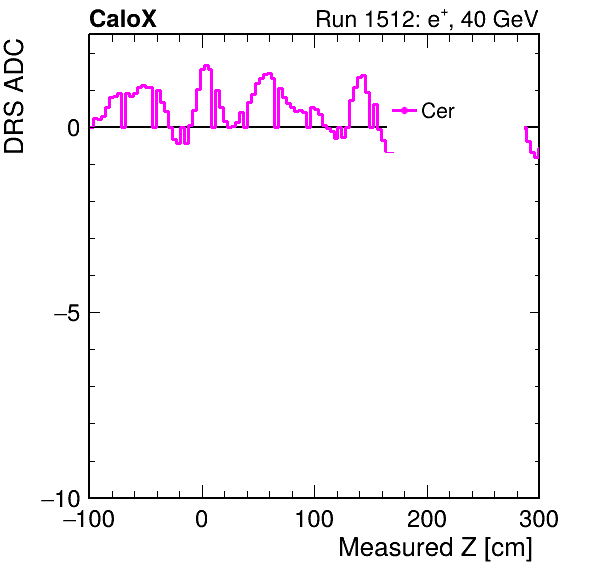 CaloX Run 1512: e⁺, 40 GeV
DRS ADC
Cer
0
−5
−10
−100 0 100 200 300
Measured Z [cm]